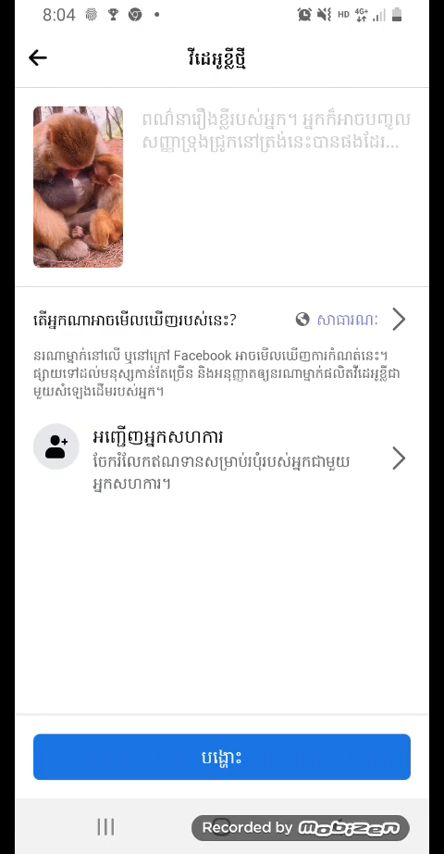 8:04
HD 4G+
វីដេអូខ្លីថ្មី
ពណ៌នារឿងខ្លីរបស់អ្នក។ អ្នកក៏អាចបញ្ចូល
សញ្ញាទ្រុងជ្រូកនៅត្រង់នេះបានផងដែរ...
តើអ្នកណាអាចមើលឃើញរបស់នេះ? សាធារណៈ
នរណាម្នាក់នៅលើ ឬនៅក្រៅ Facebook អាចមើលឃើញការកំណត់នេះ។
ផ្សាយទៅដល់មនុស្សកាន់តែច្រើន និងអនុញ្ញាតឲ្យនរណាម្នាក់ផលិតវីដេអូខ្លីជា
មួយសំឡេងដើមរបស់អ្នក។
អញ្ជើញអ្នកសហការ
ចែករំលែកឥណទានសម្រាប់របុំរបស់អ្នកជាមួយ
អ្នកសហការ។
បង្ហោះ
Recorded by Mobizen